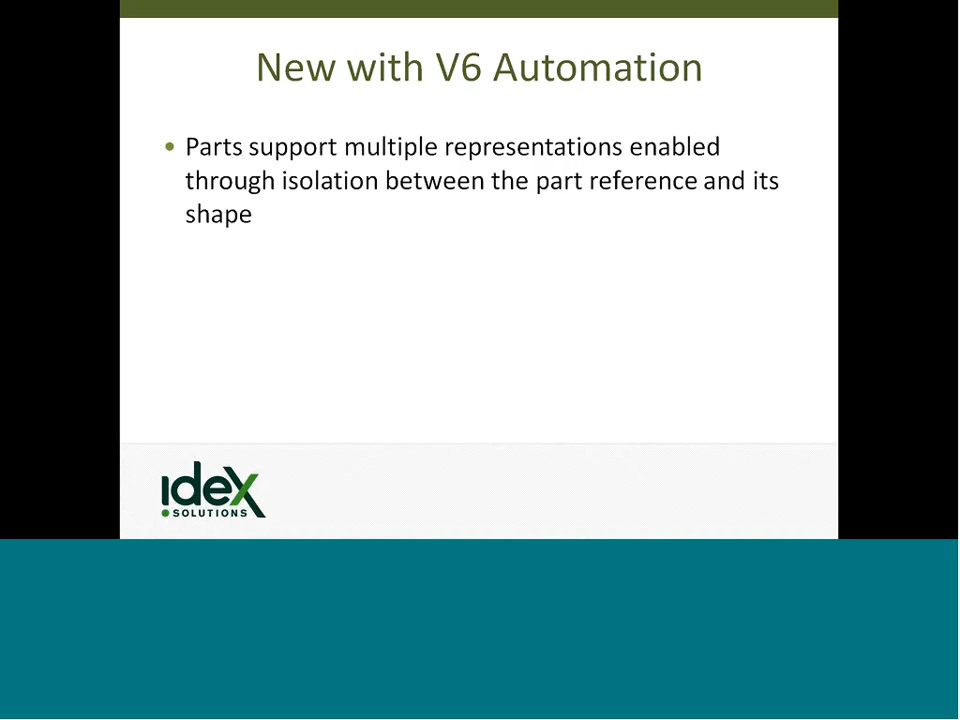 New with V6 Automation
• Parts support multiple representations enabled
through isolation between the part reference and its
shape
ideX
SOLUTIONS